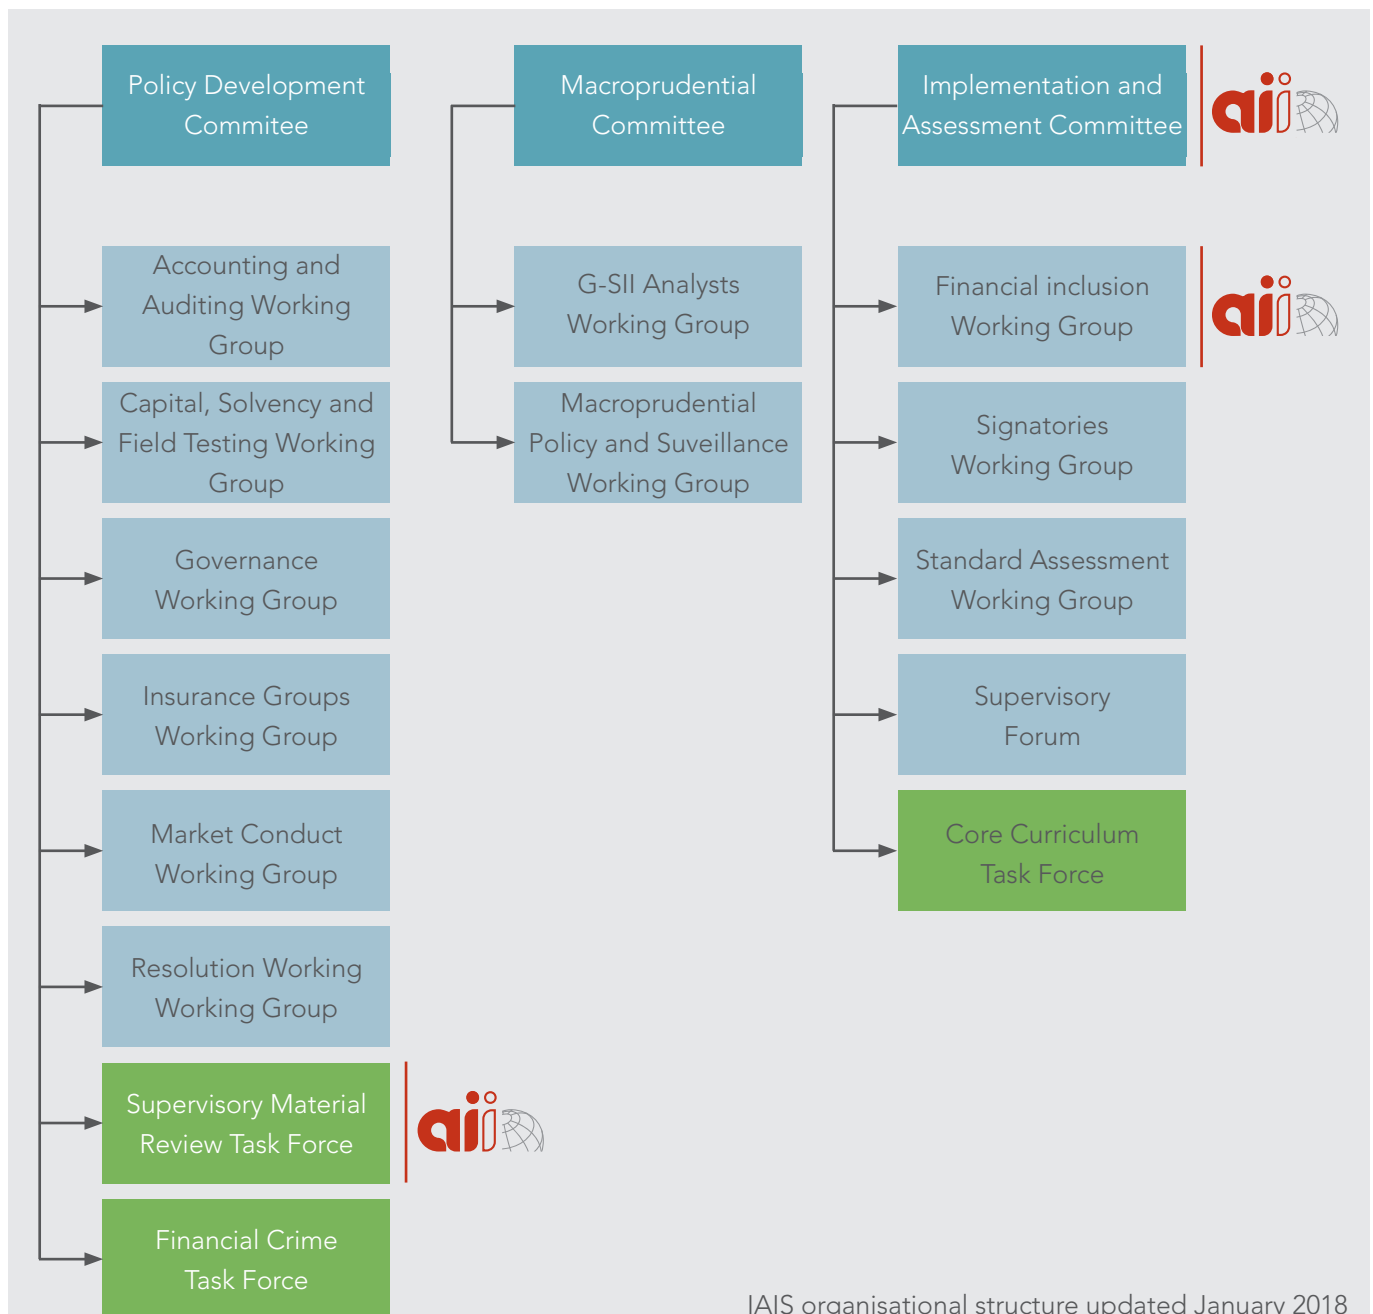 Policy Development
Commitee
Accounting and
Auditing Working
Group
Capital, Solvency and
Field Testing Working
Group
Governance
Working Group
Insurance Groups
Working Group
Market Conduct
Working Group
Resolution Working
Working Group
Supervisory Material
Review Task Force
aii
Financial Crime
Task Force
Macroprudential
Committee
G-SII Analysts
Working Group
Macroprudential
Policy and Suveillance
Working Group
Implementation and
Assessment Committee
aii
Financial inclusion
Working Group
aii
Signatories
Working Group
Standard Assessment
Working Group
Supervisory
Forum
Core Curriculum
Task Force
IAIS organisational structure updated January 2018